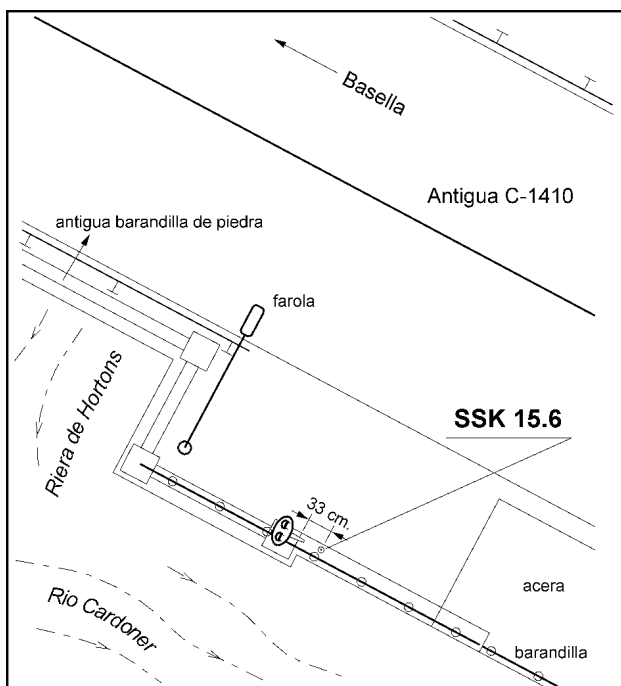 Basella
Antigua C-1410
antigua barandilla de piedra
farola
Riera de Hortons
SSK 15.6
33 cm.
acera
Rio Cardoner
barandilla